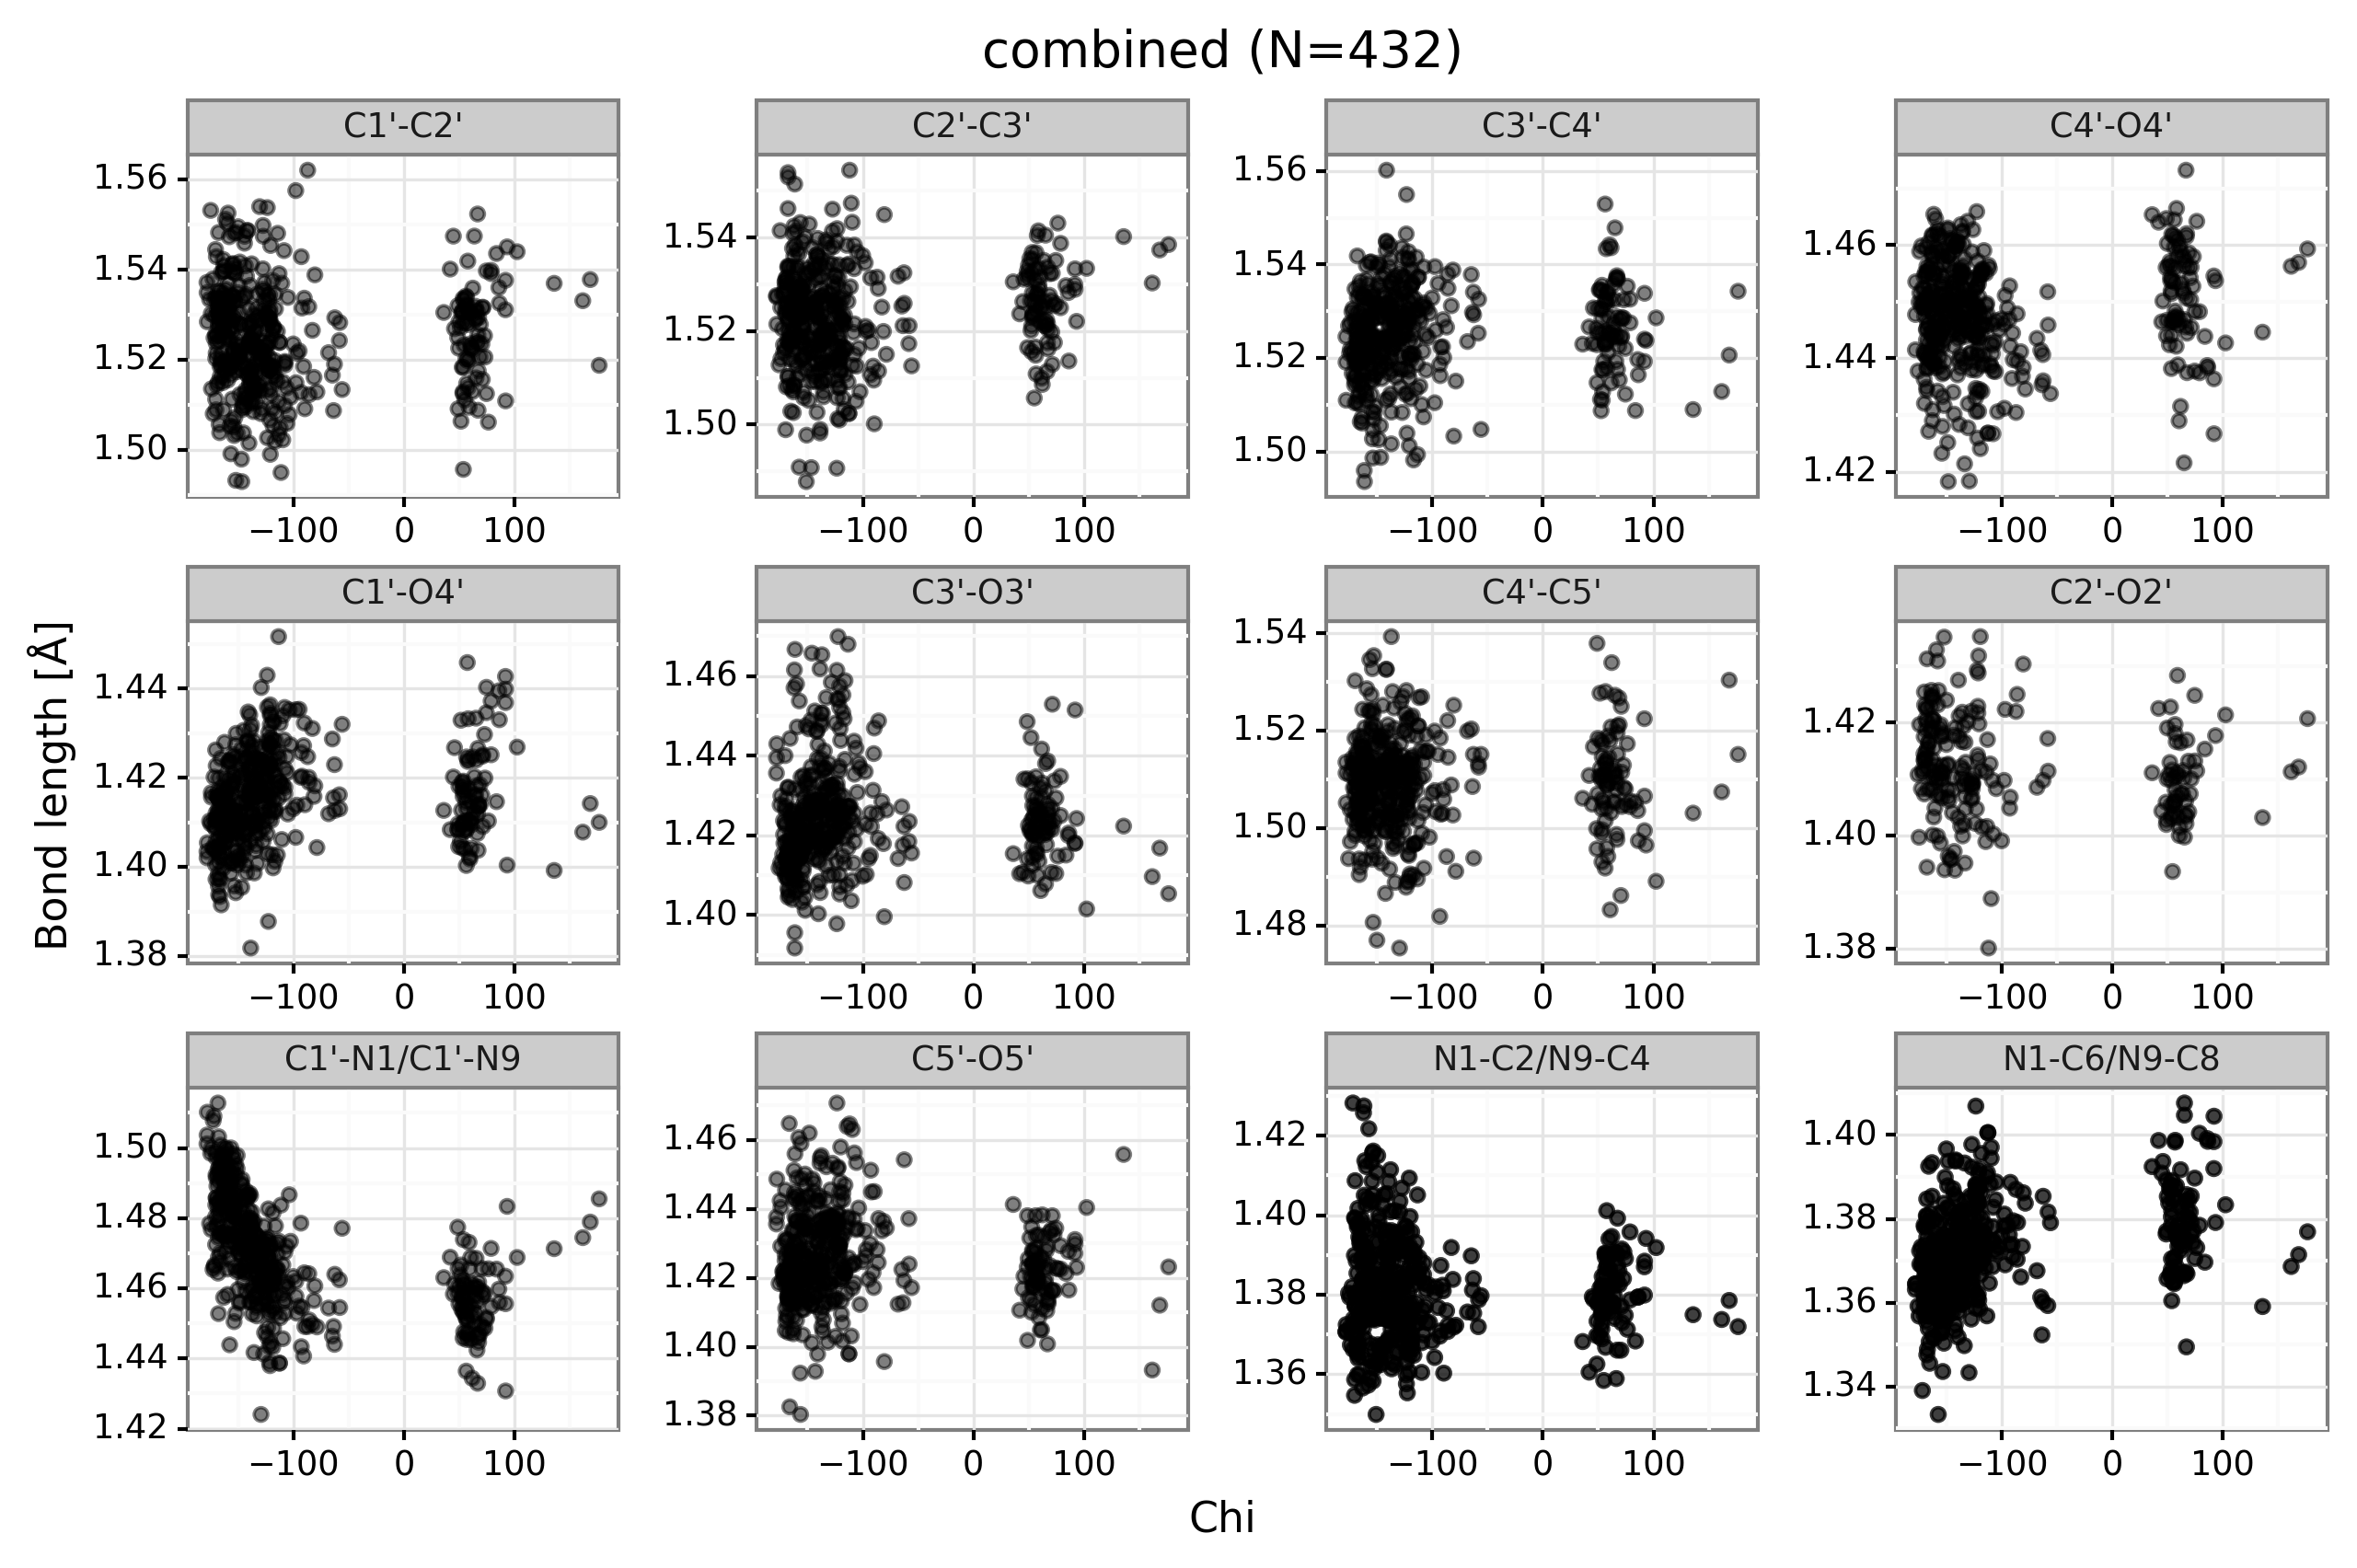 combined (N=432)
C1'-C2' C2'-C3' C3'-C4' C4'-O4'
1.56 1.54 1.52 1.50
1.54 1.52 1.50
1.56 1.54 1.52 1.50
1.46 1.44 1.42
−100 0 100 −100 0 100 −100 0 100 −100 0 100
C1'-O4' C3'-O3' C4'-C5' C2'-O2'
Bond length [Å]
1.44 1.42 1.40 1.38
1.46 1.44 1.42 1.40
1.54 1.52 1.50 1.48
1.42 1.40 1.38
−100 0 100 −100 0 100 −100 0 100 −100 0 100
C1'-N1/C1'-N9 C5'-O5' N1-C2/N9-C4 N1-C6/N9-C8
1.50 1.48 1.46 1.44 1.42
1.46 1.44 1.42 1.40 1.38
1.42 1.40 1.38 1.36
1.40 1.38 1.36 1.34
−100 0 100 −100 0 100 −100 0 100 −100 0 100
Chi